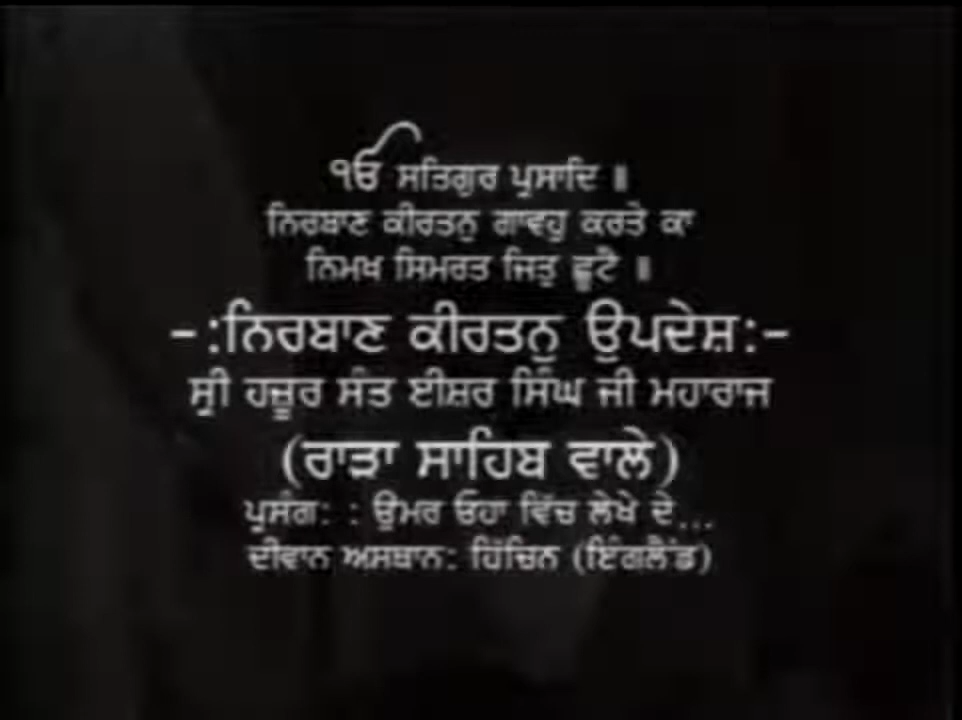 ੴ ਸਤਿਗੁਰ ਪ੍ਰਸਾਦਿ ॥
ਨਿਰਬਾਣ ਕੀਰਤਨੁ ਗਾਵਹੁ ਕਰਤੇ ਕਾ
ਨਿਮਖ ਸਿਮਰਤ ਜਿਤੁ ਛੂਟੈ ॥
-:ਨਿਰਬਾਣ ਕੀਰਤਨੁ ਉਪਦੇਸ਼:-
ਸ੍ਰੀ ਹਜ਼ੂਰ ਸੰਤ ਈਸ਼ਰ ਸਿੰਘ ਜੀ ਮਹਾਰਾਜ
(ਰਾੜਾ ਸਾਹਿਬ ਵਾਲੇ)
ਪ੍ਰਸੰਗ: : ਉਮਰ ਓਹਾ ਵਿੱਚ ਲੇਖੇ ਦੇ...
ਦੀਵਾਨ ਅਸਥਾਨ: ਹਿੱਚਿਨ (ਇੰਗਲੈਂਡ)